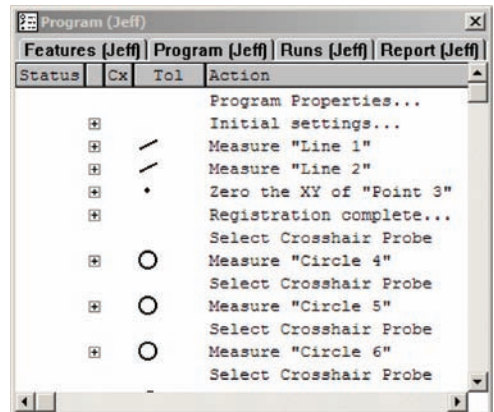 Program (Jeff)
Features (Jeff) Program (Jeff) Runs (Jeff) Report (Jeff)
Status Cx Tol Action
Program Properties...
Initial settings...
Measure "Line 1"
Measure "Line 2"
Zero the XY of "Point 3"
Registration complete...
Select Crosshair Probe
Measure "Circle 4"
Select Crosshair Probe
Measure "Circle 5"
Select Crosshair Probe
Measure "Circle 6"
Select Crosshair Probe